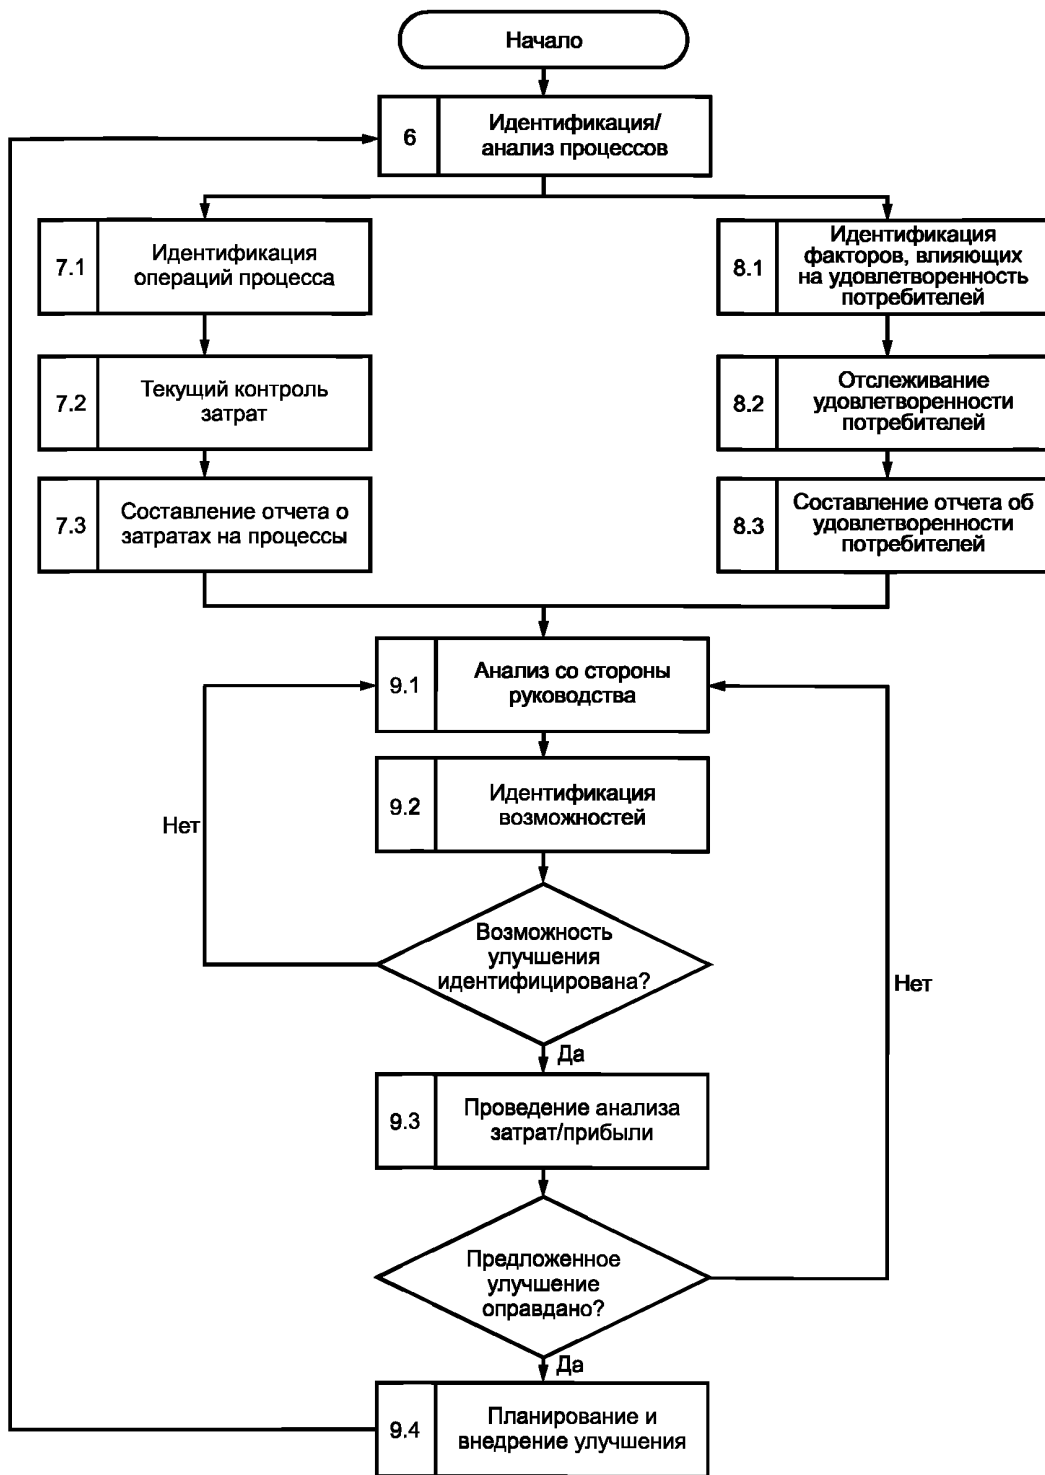 Начало
6
Идентификация/
анализ процессов
7.1
Идентификация
операций процесса
8.1
Идентификация
факторов, влияющих
на удовлетворенность
потребителей
7.2
Текущий контроль
затрат
8.2
Отслеживание
удовлетворенности
потребителей
7.3
Составление отчета о
затратах на процессы
8.3
Составление отчета об
удовлетворенности
потребителей
9.1
Анализ со стороны
руководства
9.2
Идентификация
возможностей
Нет
Возможность
улучшения
идентифицирована?
Нет
Да
9.3
Проведение анализа
затрат/прибыли
Предложенное
улучшение
оправдано?
Да
9.4
Планирование и
внедрение улучшения